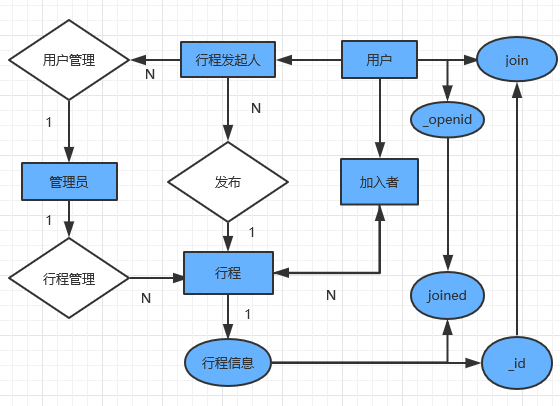 用户管理
行程发起人
用户
join
N
1
N
_openid
管理员
发布
加入者
1
1
行程管理
行程
joined
N
N
1
行程信息
_id